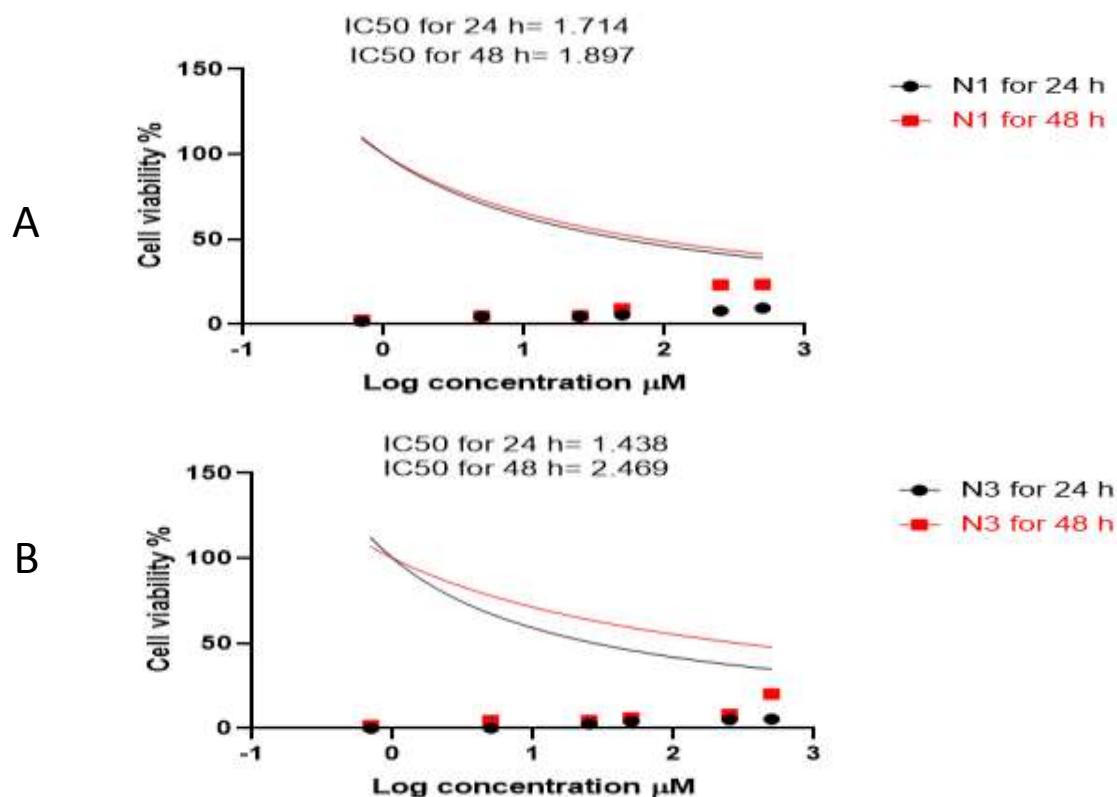 A
IC50 for 24 h= 1.714
IC50 for 48 h= 1.897
150
100
50
0
Cell viability %
-1
0
1
2
3
Log concentration μM
N1 for 24 h
N1 for 48 h
B
IC50 for 24 h= 1.438
IC50 for 48 h= 2.469
150
100
50
0
Cell viability %
-1
0
1
2
3
Log concentration μM
N3 for 24 h
N3 for 48 h